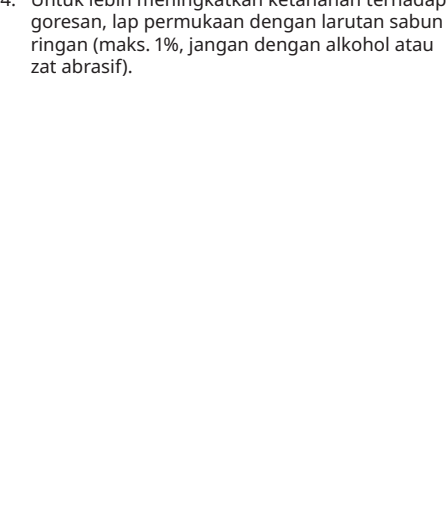 4. Untuk lebih meningkatkan ketahanan terhadap
goresan, lap permukaan dengan larutan sabun
ringan (maks. 1%, jangan dengan alkohol atau
zat abrasif).